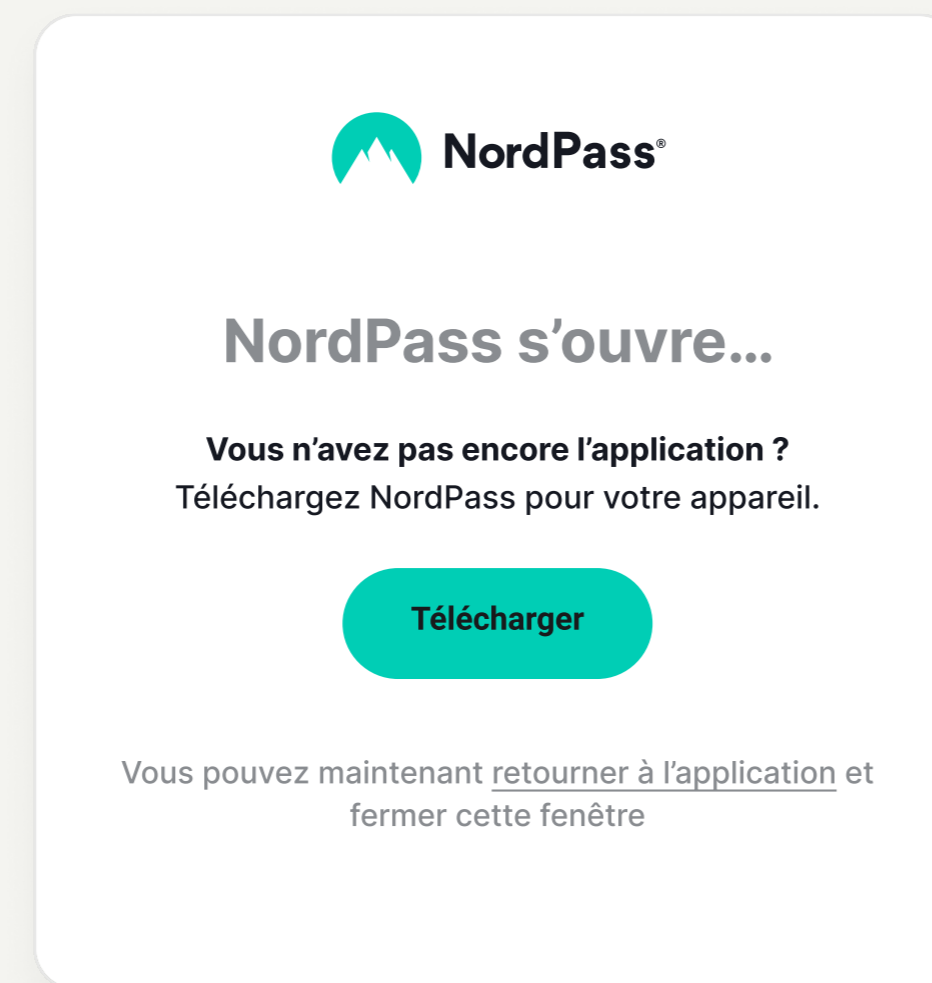 NordPass®
NordPass s’ouvre…
Vous n’avez pas encore l’application ?
Téléchargez NordPass pour votre appareil.
Télécharger
Vous pouvez maintenant retourner à l’application et
fermer cette fenêtre